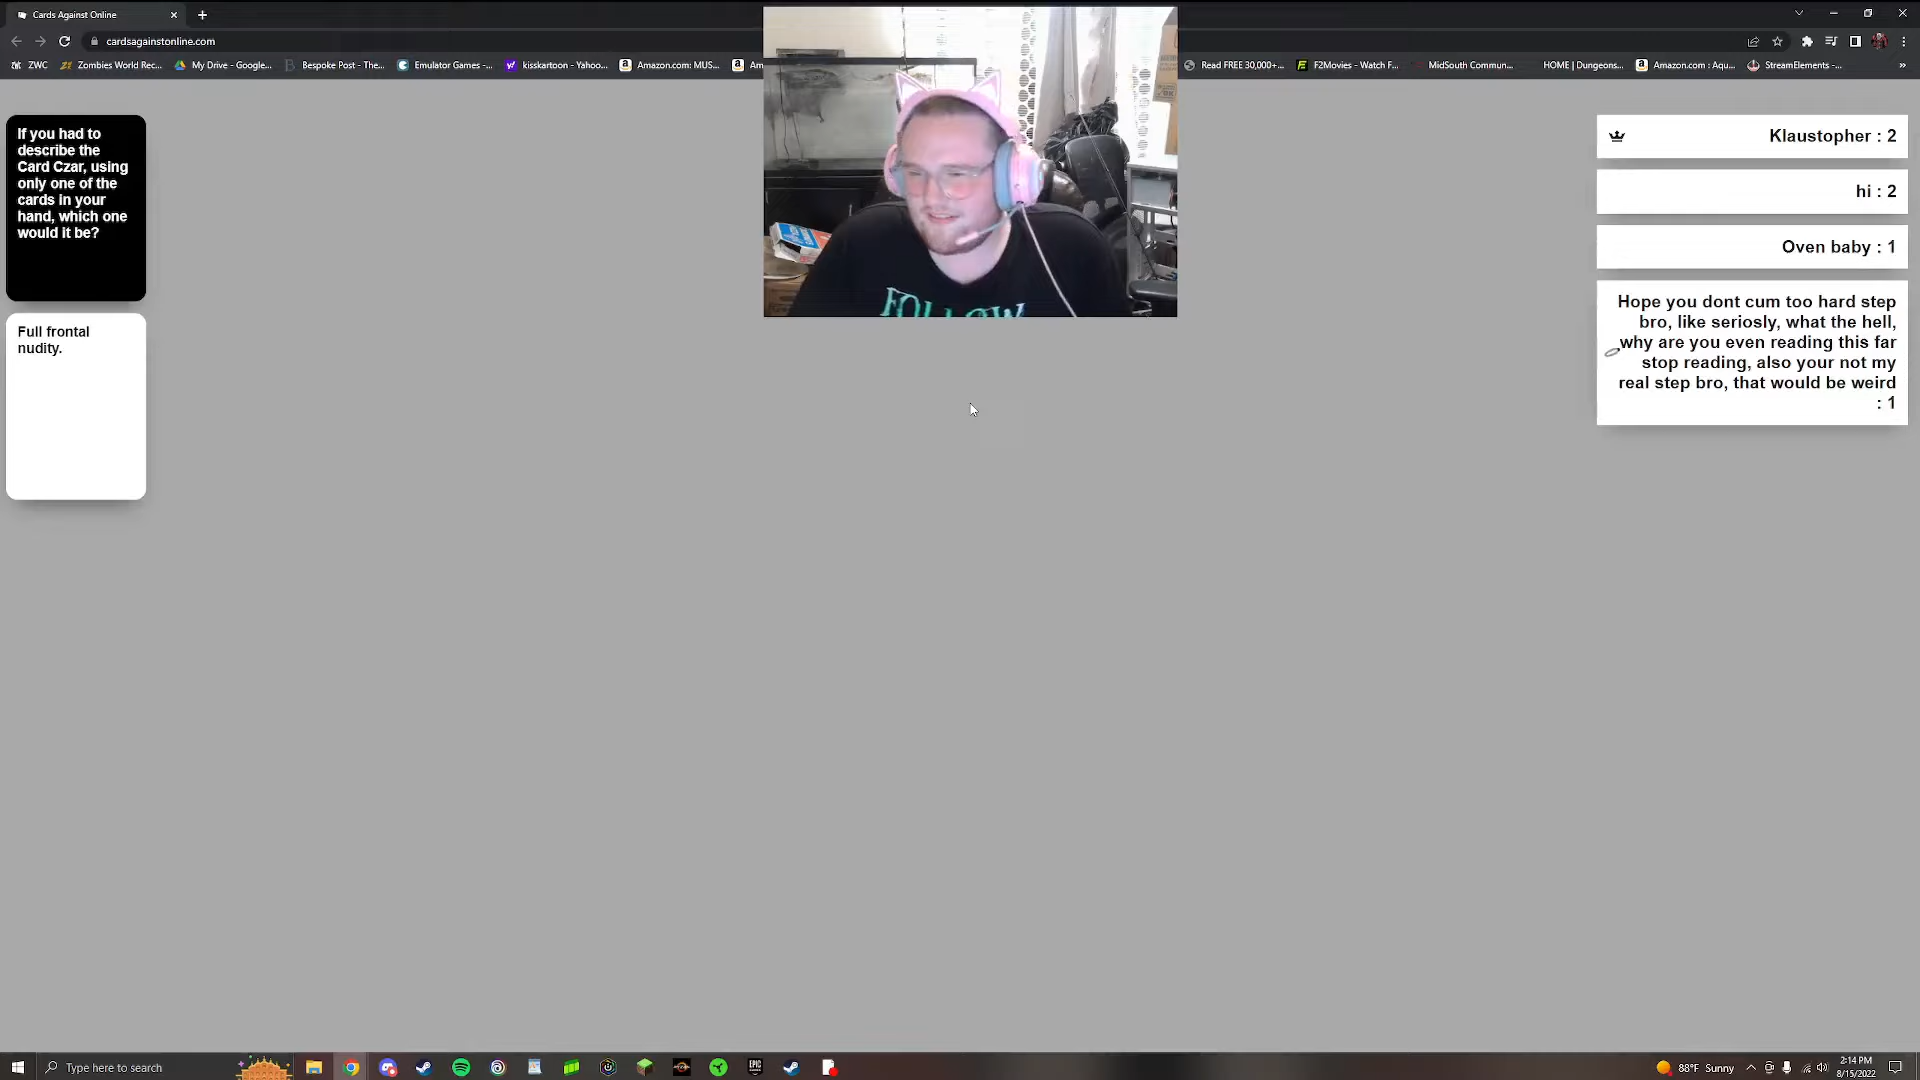 Cards Against Online
cardsagainstonline.com
ZWC
Zombies World Rec...
My Drive - Google...
Bespoke Post - The...
Emulator Games -...
kisskartoon - Yahoo...
Amazon.com: MUS...
Am
Read FREE 30,000+...
F2Movies - Watch F...
MidSouth Commun...
HOME | Dungeons...
Amazon.com : Aqu...
StreamElements -...
»
If you had to
describe the
Card Czar, using
only one of the
cards in your
hand, which one
would it be?
Full frontal
nudity.
FOLLOW
Klaustopher : 2
hi : 2
Oven baby : 1
Hope you dont cum too hard step
bro, like seriosly, what the hell,
why are you even reading this far
stop reading, also your not my
real step bro, that would be weird
: 1
Type here to search
EPIC
88°F Sunny
2:14 PM
8/15/2022